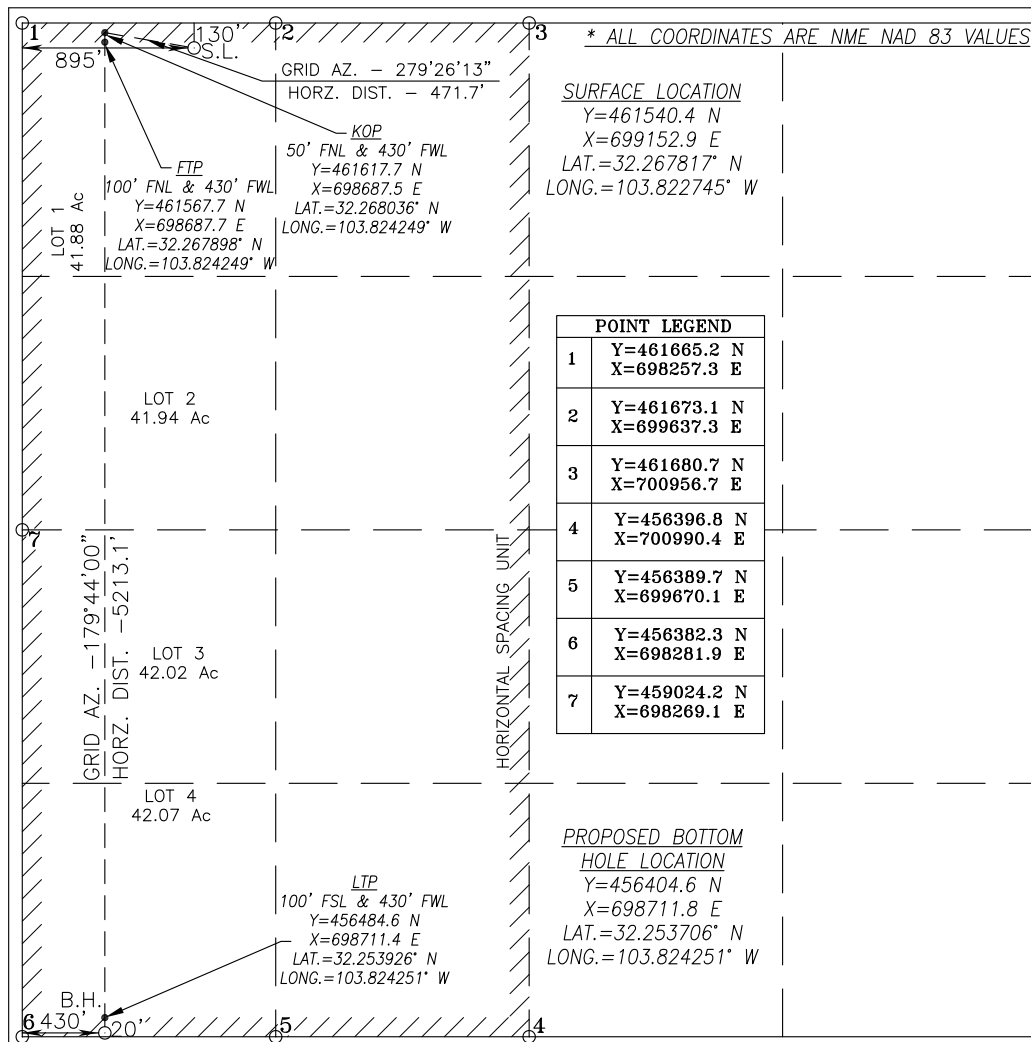 1
130'
2
3
* ALL COORDINATES ARE NME NAD 83 VALUES
895'
S.L.
GRID AZ. - 279'26'13"
HORZ. DIST. - 471.7'
SURFACE LOCATION
Y=461540.4 N
X=699152.9 E
LAT.=32.267817° N
LONG.=103.822745° W
KOP
50' FNL & 430' FWL
Y=461617.7 N
X=698687.5 E
LAT.=32.268036° N
LONG.=103.824249° W
FTP
100' FNL & 430' FWL
Y=461567.7 N
X=698687.7 E
LAT.=32.267898° N
LONG.=103.824249° W
LOT 1
41.88 Ac
POINT LEGEND
1 Y=461665.2 N
X=698257.3 E
2 Y=461673.1 N
X=699637.3 E
3 Y=461680.7 N
X=700956.7 E
4 Y=456396.8 N
X=700990.4 E
5 Y=456389.7 N
X=699670.1 E
6 Y=456382.3 N
X=698281.9 E
7 Y=459024.2 N
X=698269.1 E
LOT 2
41.94 Ac
7
GRID AZ. -179°44'00"
HORZ. DIST. -5213.1'
HORIZONTAL SPACING UNIT
LOT 3
42.02 Ac
LOT 4
42.07 Ac
LTP
100' FSL & 430' FWL
Y=456484.6 N
X=698711.4 E
LAT.=32.253926° N
LONG.=103.824251° W
PROPOSED BOTTOM
HOLE LOCATION
Y=456404.6 N
X=698711.8 E
LAT.=32.253706° N
LONG.=103.824251° W
B.H.
6
430'
20'
5
4